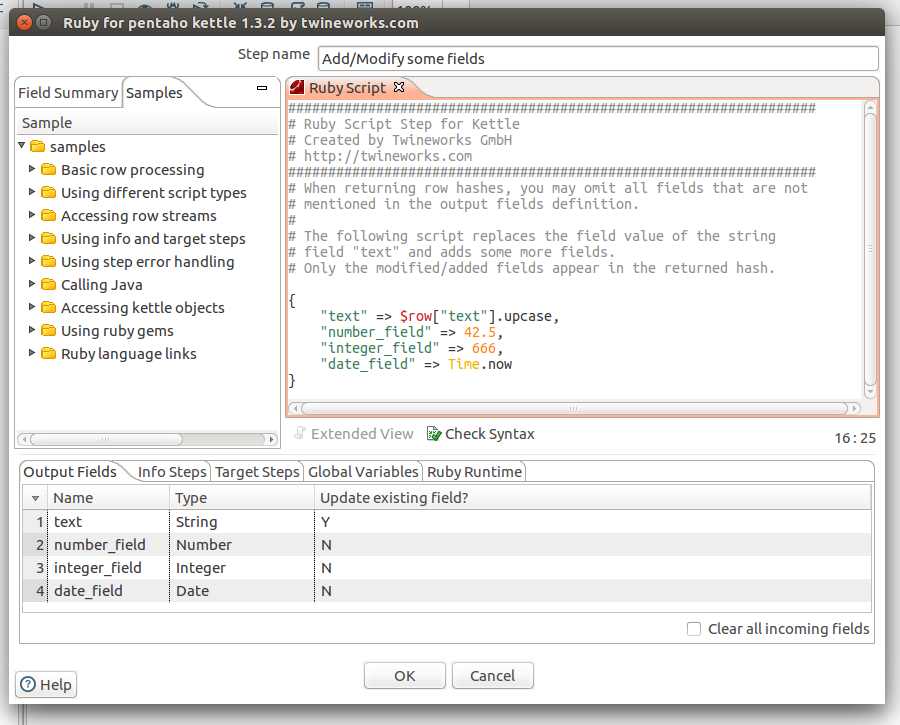 100%
Ruby for pentaho kettle 1.3.2 by twineworks.com
Step name Add/Modify some fields
Field Summary Samples
Sample
samples
Basic row processing
Using different script types
Accessing row streams
Using info and target steps
Using step error handling
Calling Java
Accessing kettle objects
Using ruby gems
Ruby language links
Ruby Script
##################################################################
# Ruby Script Step for Kettle
# Created by Twineworks GmbH
# http://twineworks.com
##################################################################
# When returning row hashes, you may omit all fields that are not
# mentioned in the output fields definition.
#
# The following script replaces the field value of the string
# field "text" and adds some more fields.
# Only the modified/added fields appear in the returned hash.
{
"text" => $row["text"].upcase,
"number_field" => 42.5,
"integer_field" => 666,
"date_field" => Time.now
}
Extended View Check Syntax 16:25
Output Fields Info Steps Target Steps Global Variables Ruby Runtime
Name Type Update existing field?
1 text String Y
2 number_field Number N
3 integer_field Integer N
4 date_field Date N
Clear all incoming fields
Help OK Cancel